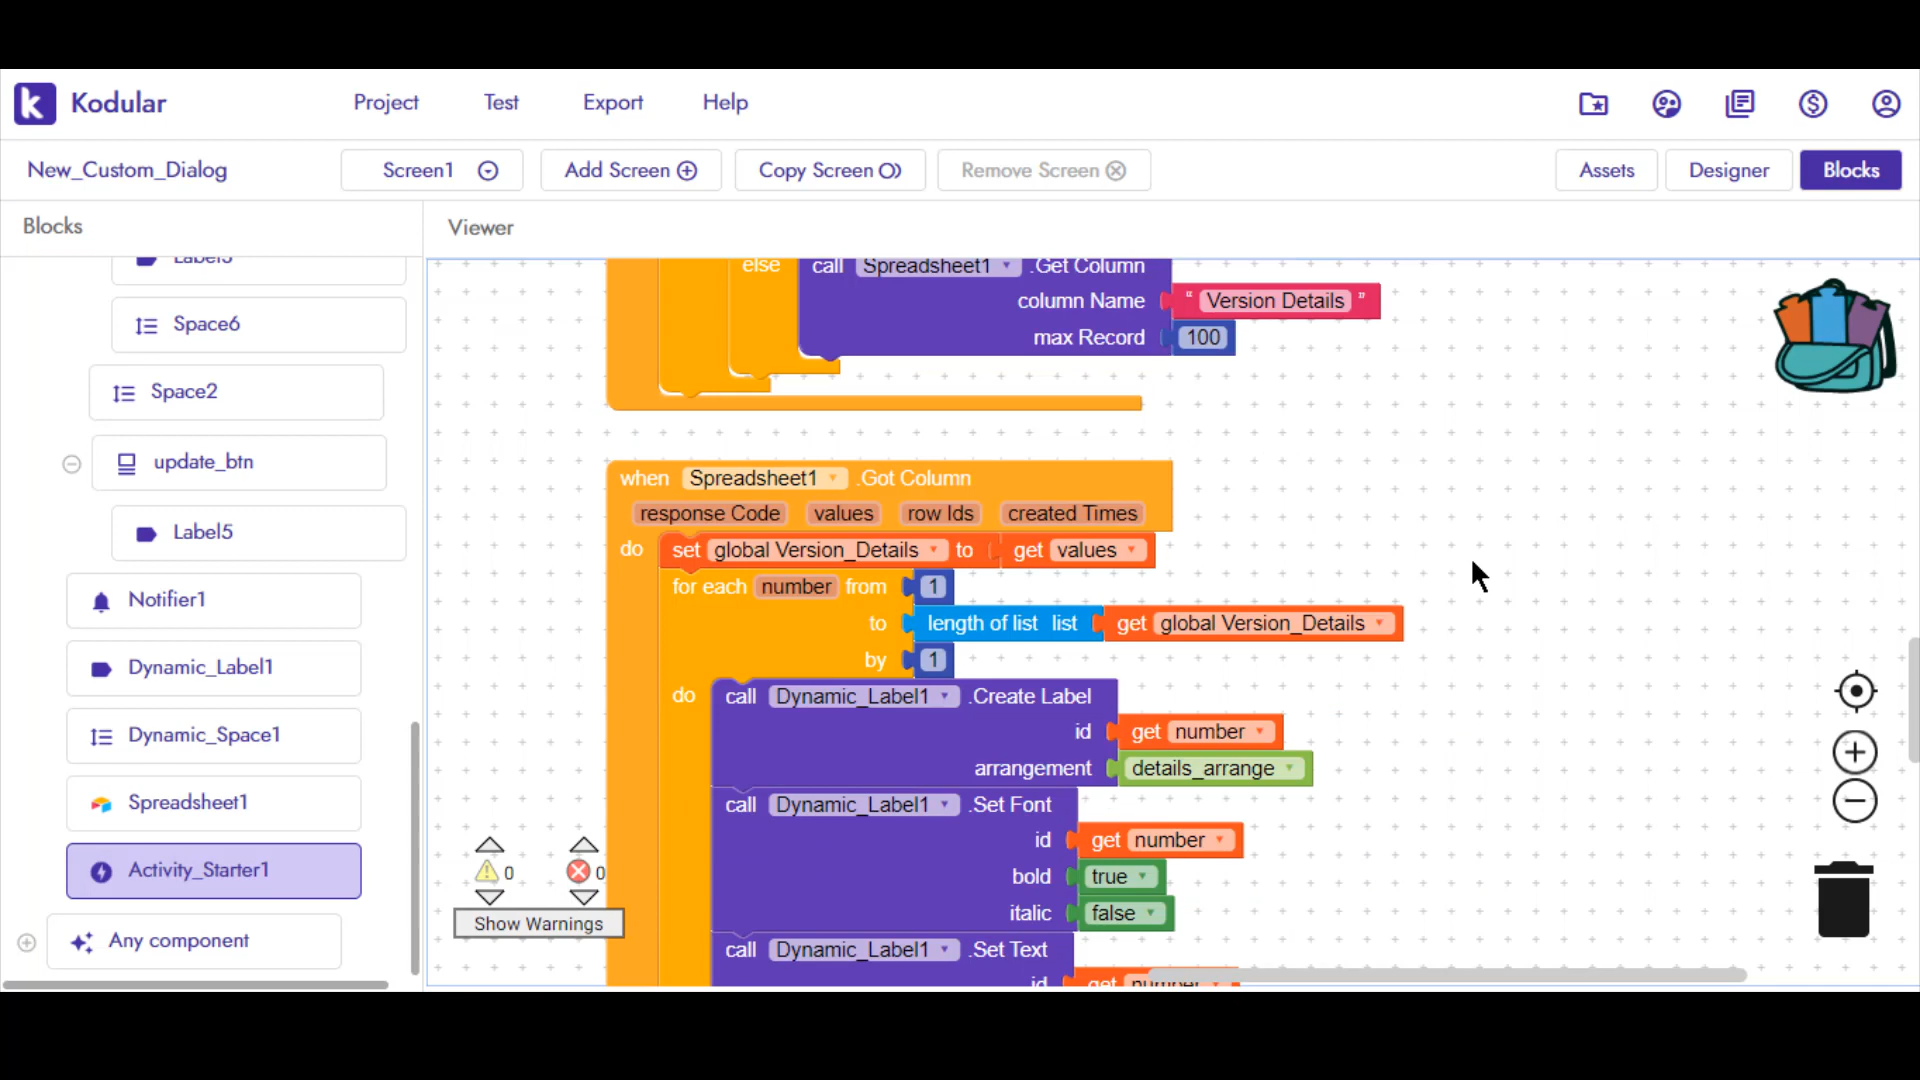 Kodular
Project Test Export Help
New_Custom_Dialog
Screen1 Add Screen Copy Screen Remove Screen
Assets Designer Blocks
Blocks
Viewer
Space6
Space2
update_btn
Label5
Notifier1
Dynamic_Label1
Dynamic_Space1
Spreadsheet1
Activity_Starter1
Any component
else call Spreadsheet1 .Get Column
column Name “ Version Details ”
max Record 100
when Spreadsheet1 .Got Column
response Code values row Ids created Times
do set global Version_Details to get values
for each number from 1
to length of list list get global Version_Details
by 1
do call Dynamic_Label1 .Create Label
id get number
arrangement details_arrange
call Dynamic_Label1 .Set Font
id get number
bold true
italic false
call Dynamic_Label1 .Set Text
id get number
0 0
Show Warnings